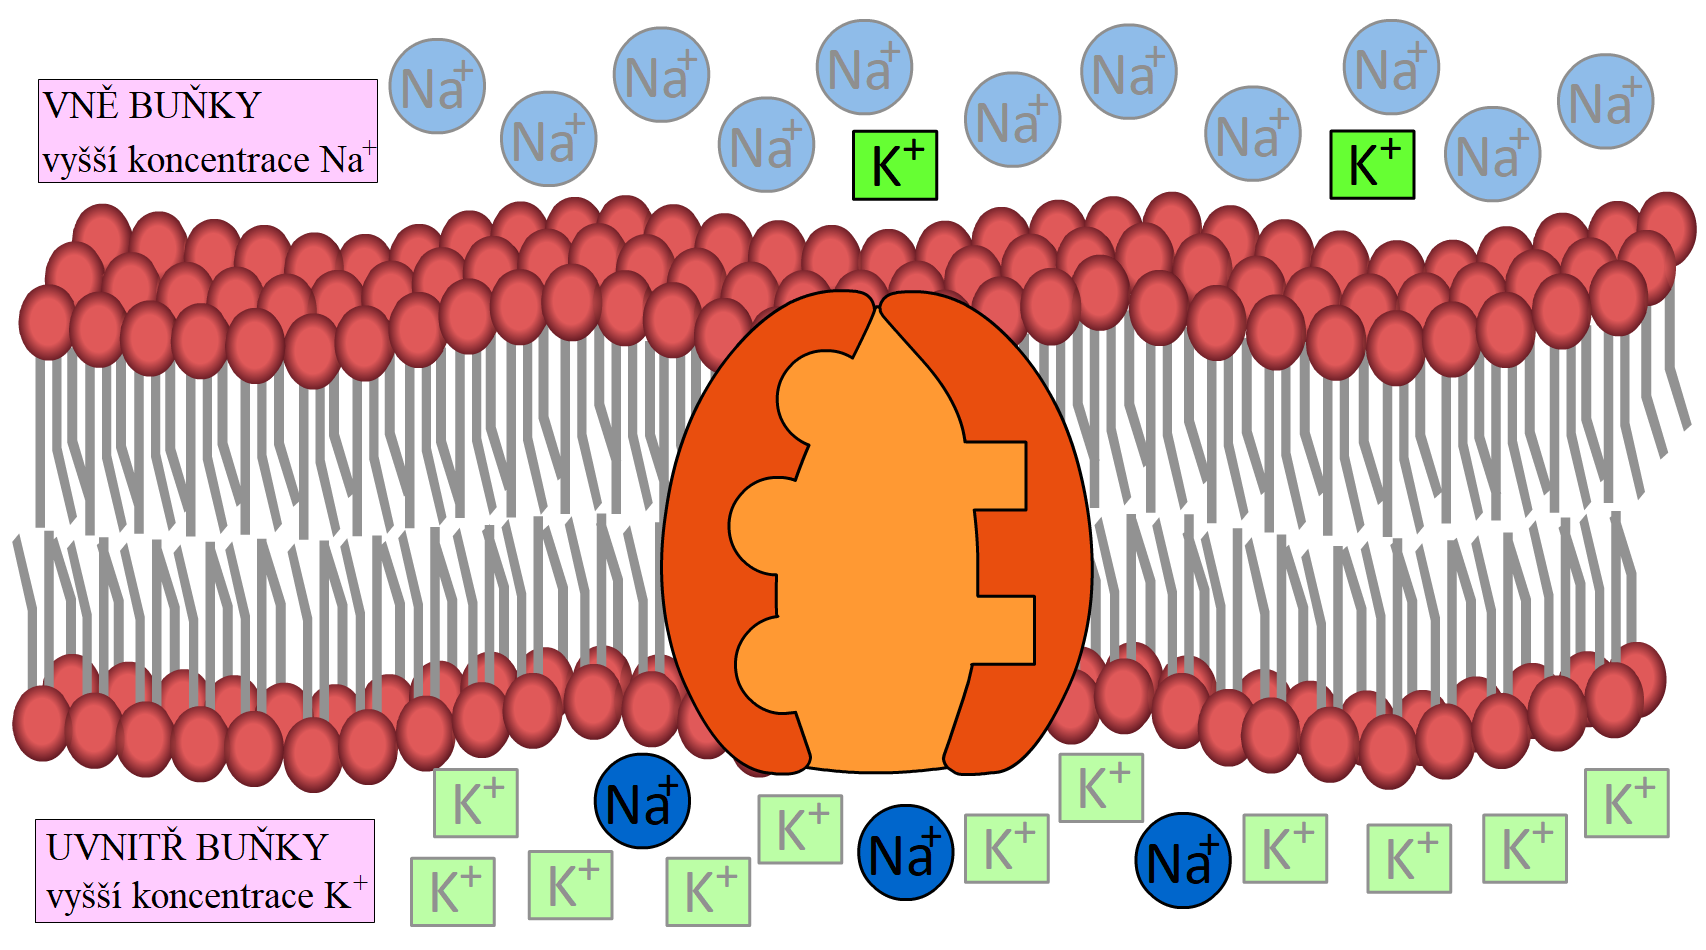 Na+
Na+
Na+
Na+
Na+
Na+
Na+
Na+
Na+
Na+
Na+
VNĚ BUŇKY
vyšší koncentrace Na+
K+
K+
K+
Na+
K+
Na+
K+
K+
Na+
K+
K+
K+
K+
UVNITŘ BUŇKY
vyšší koncentrace K+
K+
K+
K+